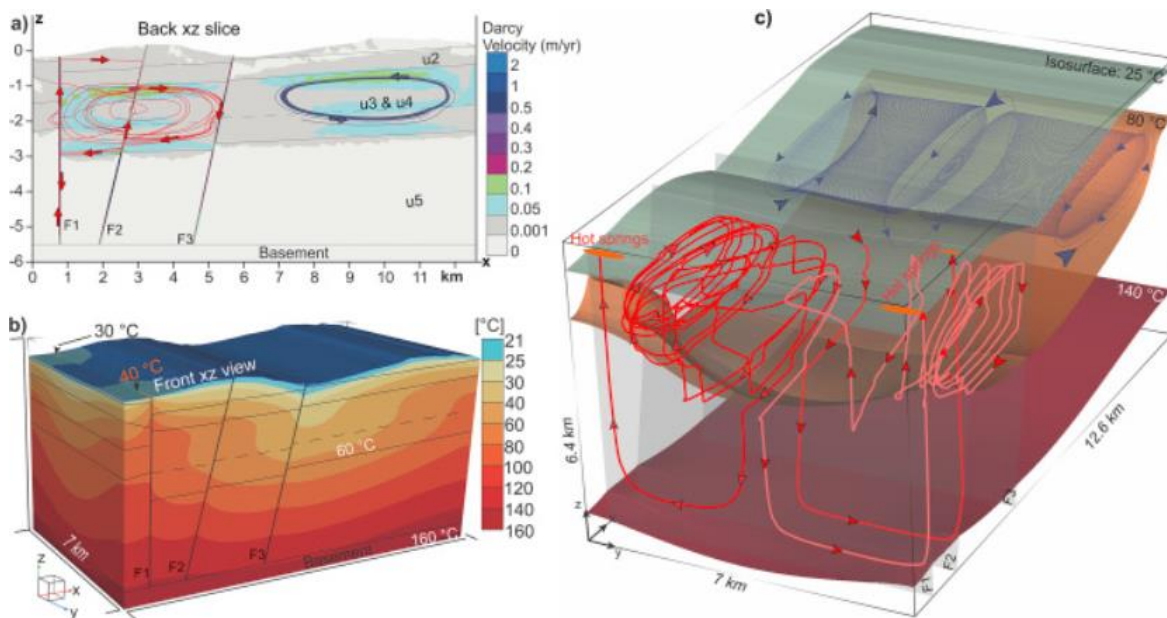 a)
z
Back xz slice
Darcy
Velocity (m/yr)
0
-1
-2
-3
-4
-5
-6
u2
u3 & u4
u5
F1
F2
F3
Basement
x
0 1 2 3 4 5 6 7 8 9 10 11 km
2
1
0.5
0.4
0.3
0.2
0.1
0.05
0.001
0
b)
30 °C
40 °C
Front xz view
60 °C
Basement
160 °C
F1
F2
F3
7 km
z
x
y
[°C]
21
25
30
40
60
80
100
120
140
160
c)
Isosurface: 25 °C
80 °C
140 °C
Hot springs
Hot springs
6.4 km
12.6 km
7 km
z
x
y
F1
F2
F3